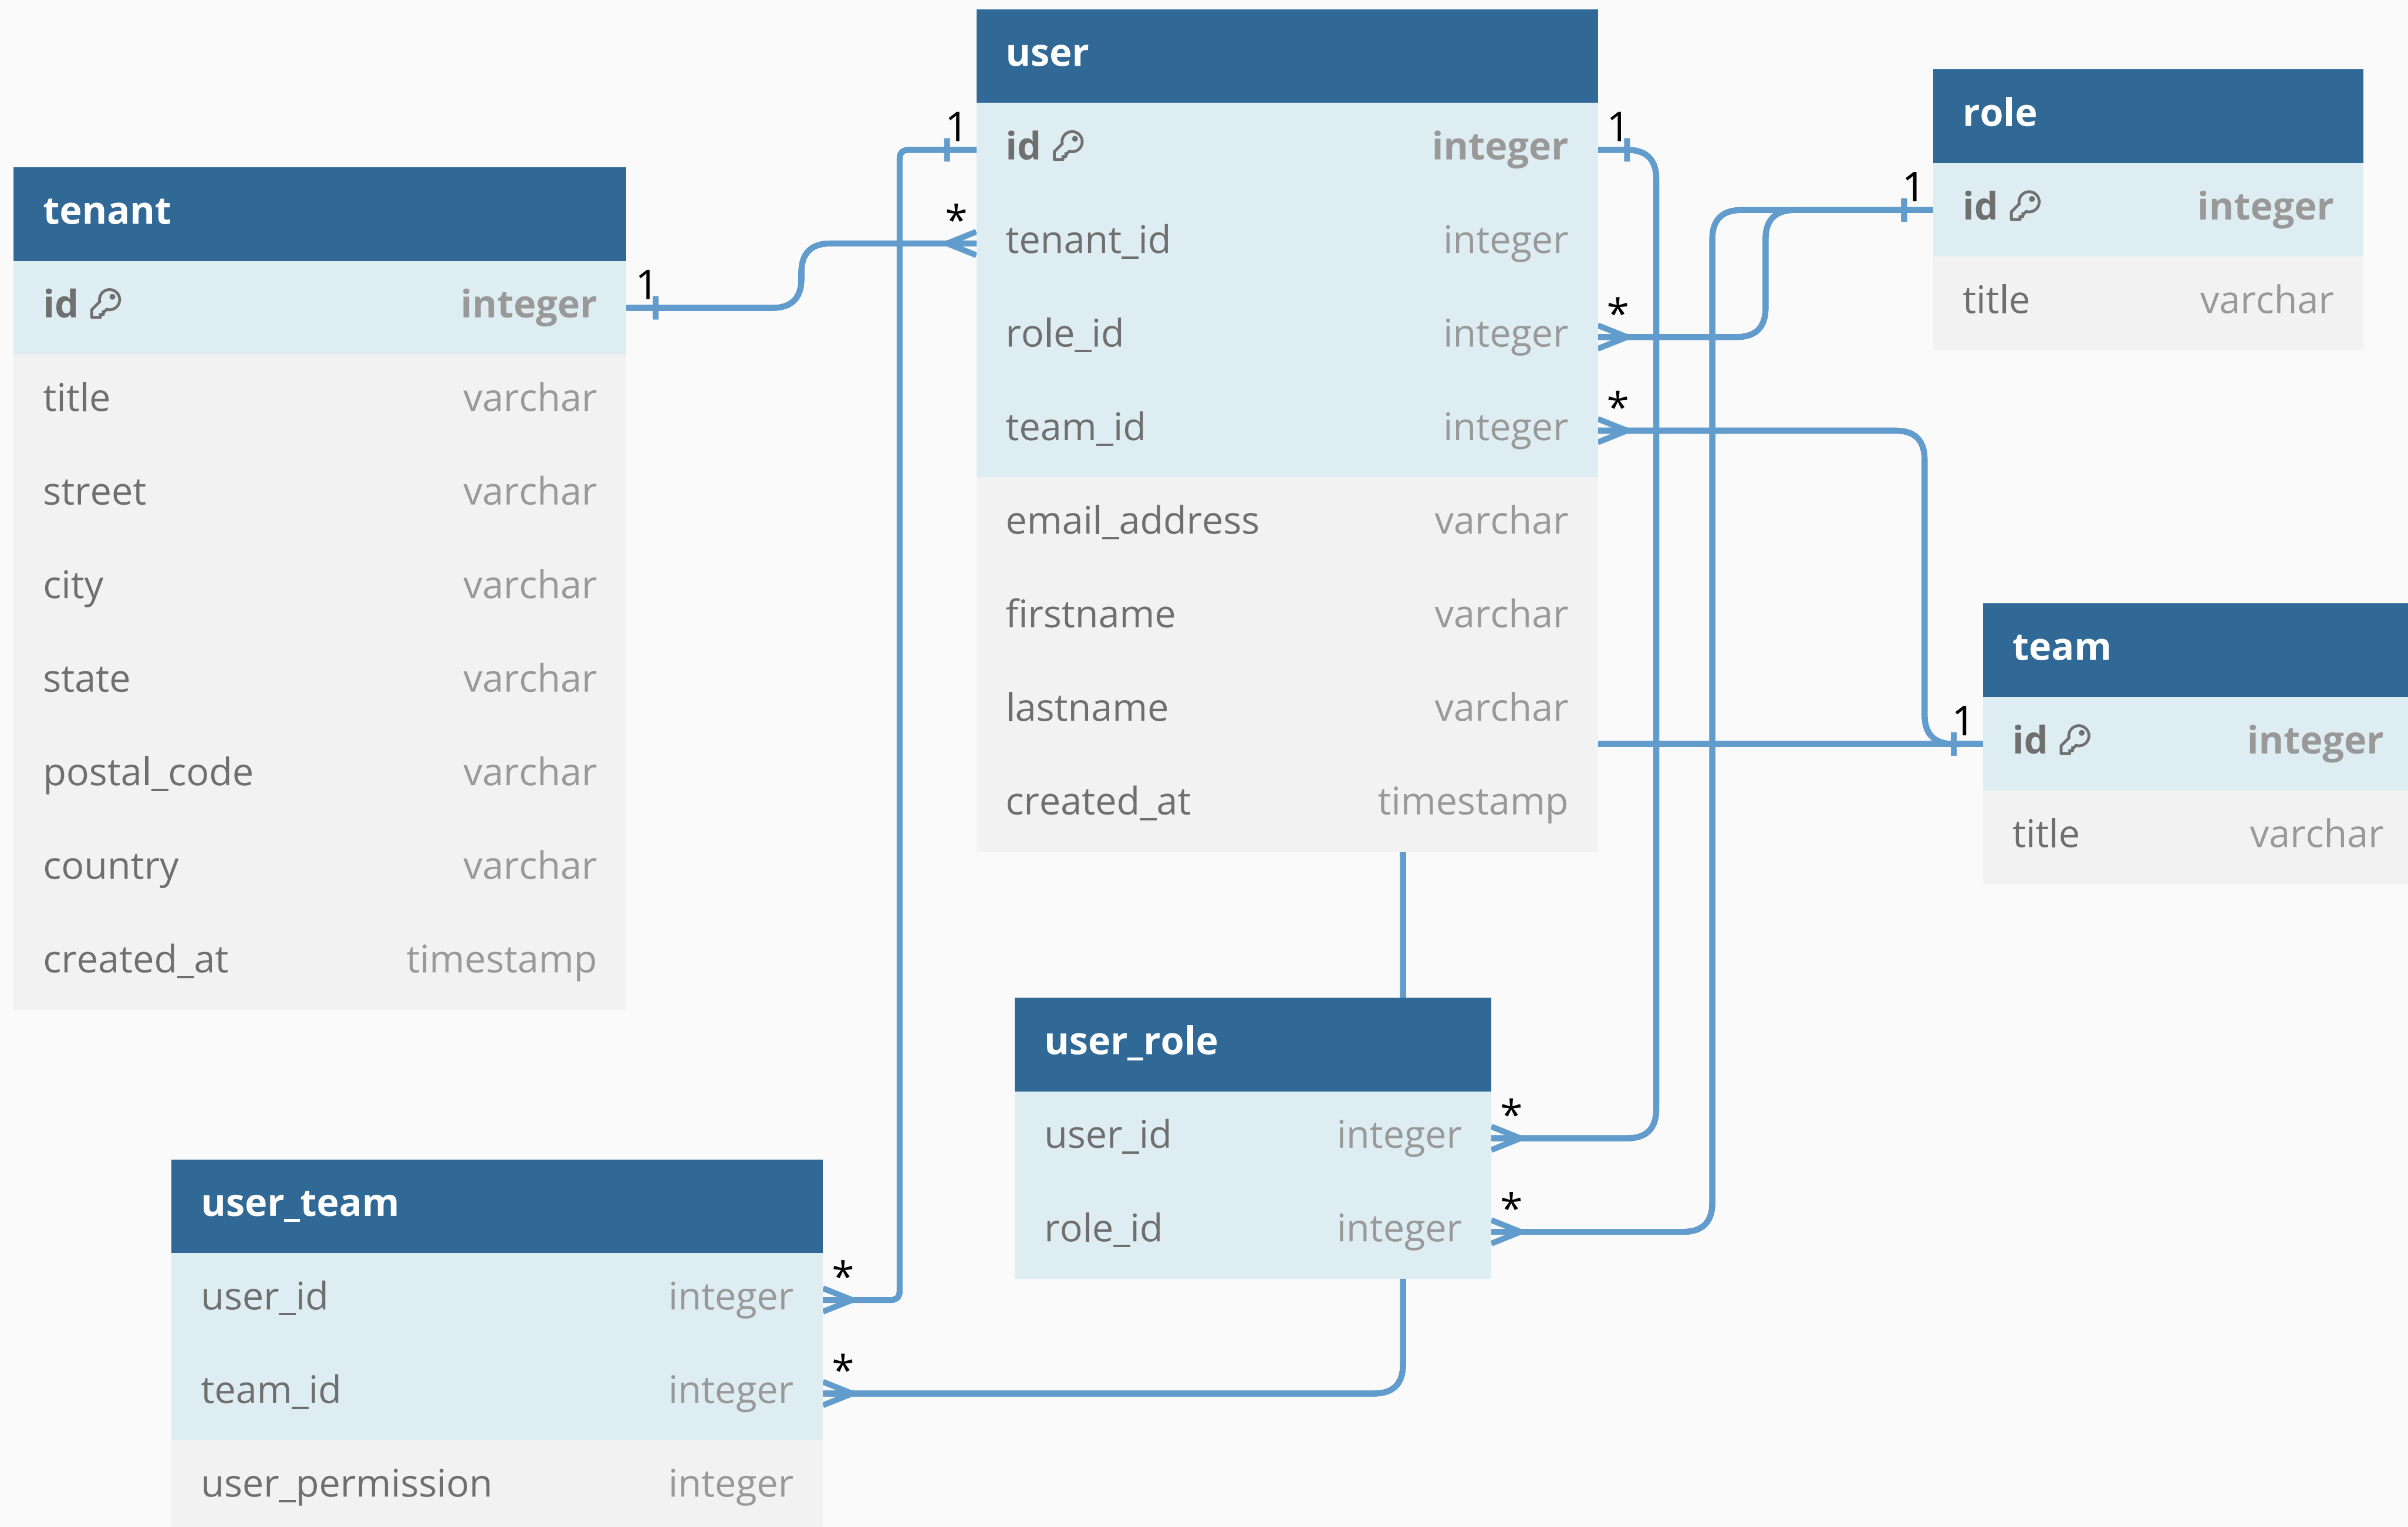 tenant
id integer
title varchar
street varchar
city varchar
state varchar
postal_code varchar
country varchar
created_at timestamp
1
user
1
id integer
1
*
tenant_id integer
role_id integer
*
team_id integer
*
email_address varchar
firstname varchar
lastname varchar
created_at timestamp
role
1
id integer
title varchar
team
1
id integer
title varchar
user_role
user_id integer
*
role_id integer
*
user_team
user_id integer
*
team_id integer
*
user_permission integer